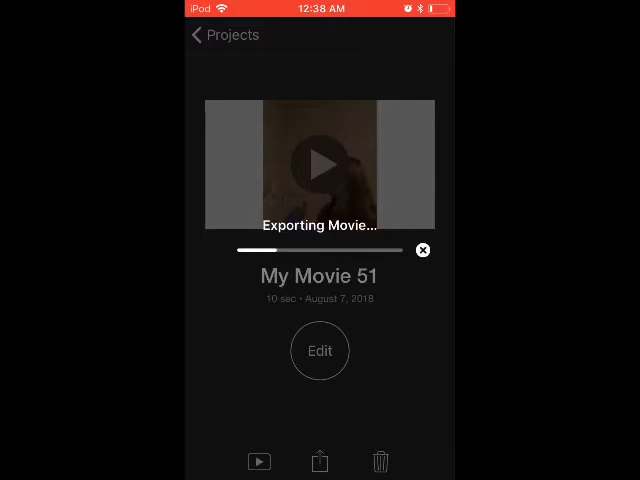 iPod 12:38 AM
Projects
Exporting Movie...
My Movie 51
10 sec • August 7, 2018
Edit